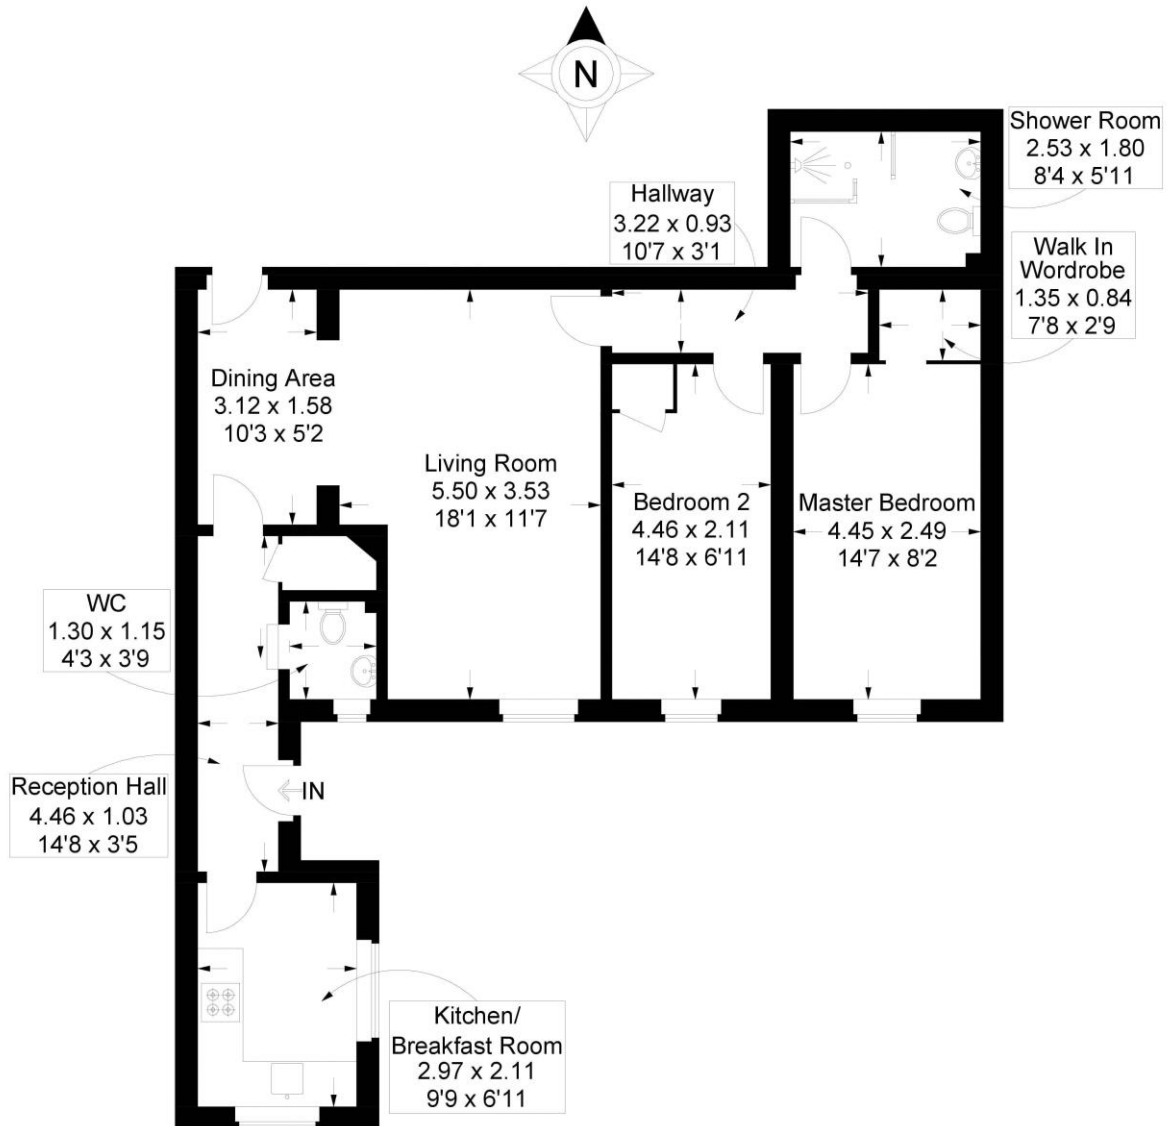 N
Shower Room
2.53 x 1.80
8'4 x 5'11
Hallway
3.22 x 0.93
10'7 x 3'1
Walk In
Wordrobe
1.35 x 0.84
7'8 x 2'9
Dining Area
3.12 x 1.58
10'3 x 5'2
Living Room
5.50 x 3.53
18'1 x 11'7
Bedroom 2
4.46 x 2.11
14'8 x 6'11
Master Bedroom
4.45 x 2.49
14'7 x 8'2
WC
1.30 x 1.15
4'3 x 3'9
Reception Hall
4.46 x 1.03
14'8 x 3'5
IN
Kitchen/
Breakfast Room
2.97 x 2.11
9'9 x 6'11